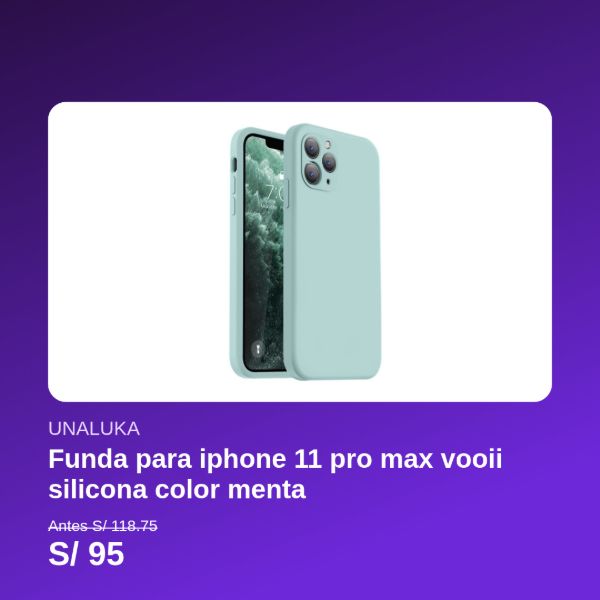 UNALUKA
Funda para iphone 11 pro max vooii
silicona color menta
Antes S/ 118.75
S/ 95